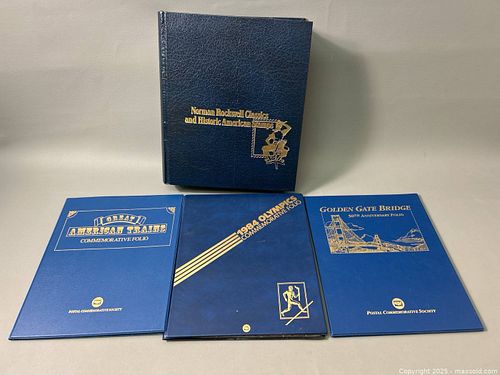 Norman Rockwell Classics
and Historic American Stamps
GREAT
AMERICAN TRAINS
COMMEMORATIVE FOLIO
POSTAL COMMEMORATIVE SOCIETY
1984 OLYMPICS
COMMEMORATIVE FOLIO
GOLDEN GATE BRIDGE
50TH ANNIVERSARY FOLIO
POSTAL COMMEMORATIVE SOCIETY
Copyright 2025 - maxsold.com